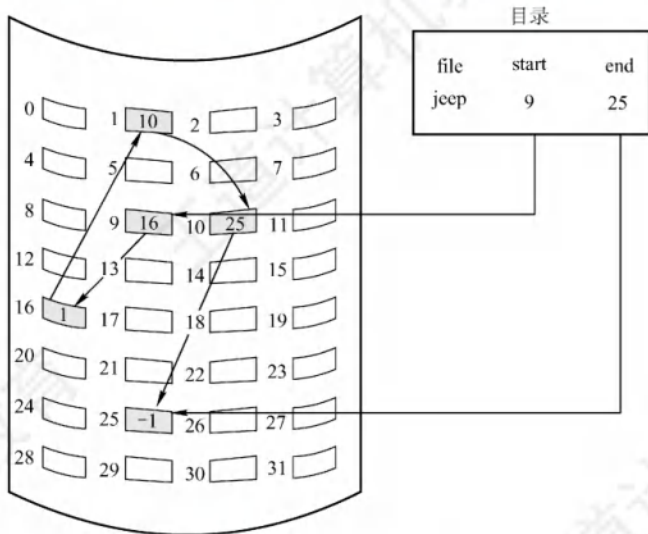 目录
file start end
jeep 9 25
0 1 10 2 3
4 5 6 7
8 9 16 10 25 11
12 13 14 15
16 1 17 18 19
20 21 22 23
24 25 -1 26 27
28 29 30 31